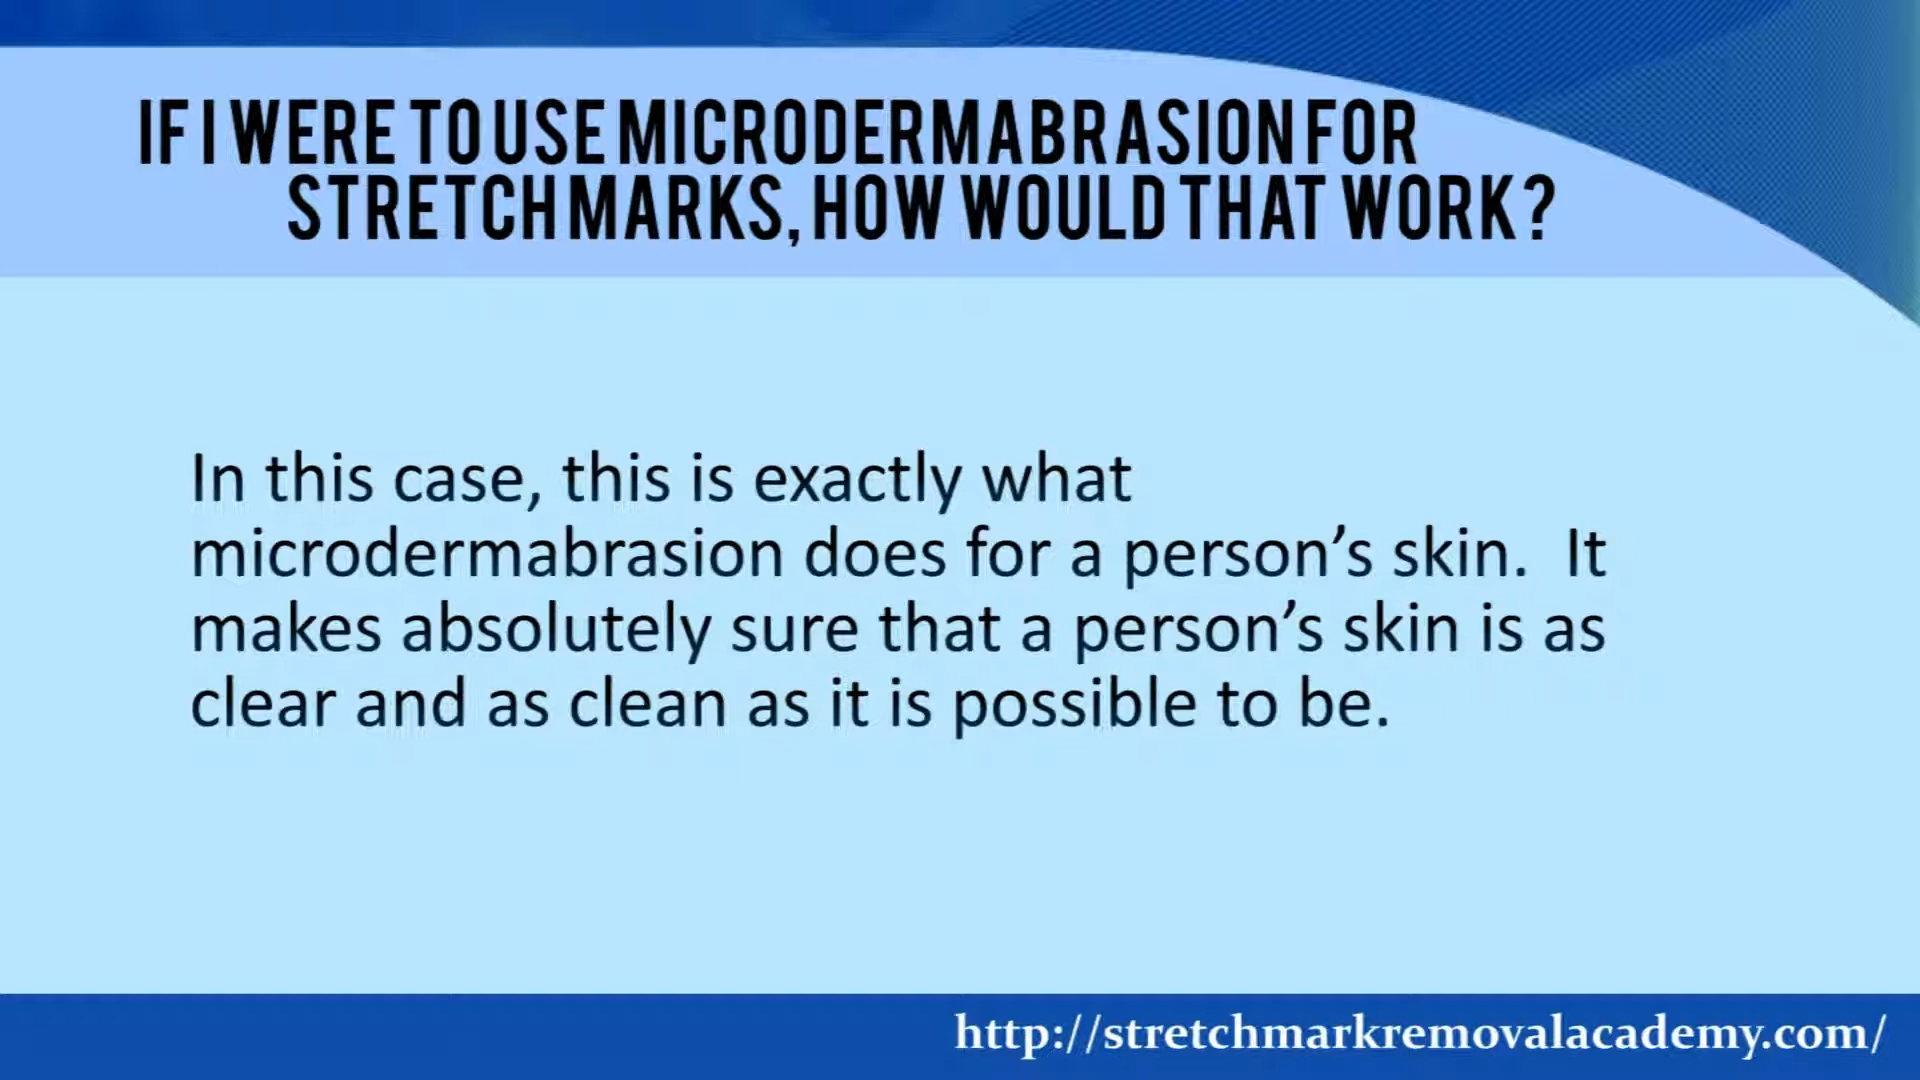 IF I WERE TO USE MICRODERMABRASION FOR
STRETCH MARKS, HOW WOULD THAT WORK?
In this case, this is exactly what
microdermabrasion does for a person’s skin.  It
makes absolutely sure that a person’s skin is as
clear and as clean as it is possible to be.
http://stretchmarkremovalacademy.com/